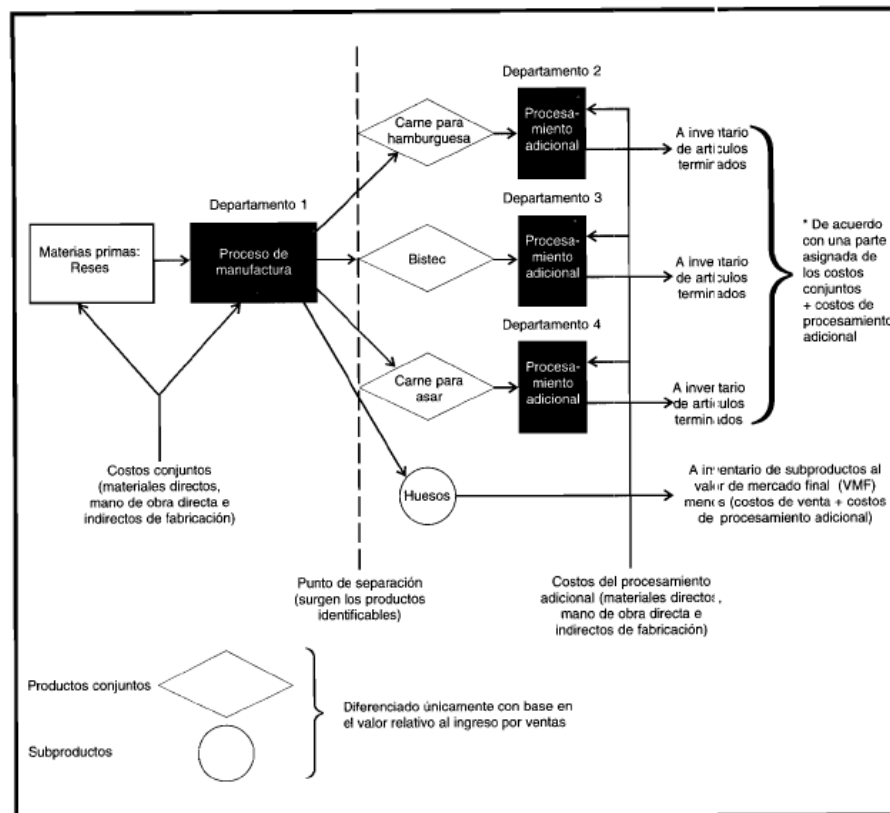 Departamento 2
Carne para
hamburguesa
Procesa-
miento
adicional
A inventario
de artículos
terminados
Departamento 1
Departamento 3
Materias primas:
Reses
Proceso de
manufactura
Bistec
Procesa-
miento
adicional
A inventario
de artículos
terminados
* De acuerdo
con una parte
asignada de
los costos
conjuntos
+ costos de
procesamiento
adicional
Departamento 4
Carne para
asar
Procesa-
miento
adicional
A inventario
de artículos
terminados
Costos conjuntos
(materiales directos,
mano de obra directa e
indirectos de fabricación)
Huesos
A inventario de subproductos al
valor de mercado final (VMF)
menos (costos de venta + costos
de procesamiento adicional)
Punto de separación
(surgen los productos
identificables)
Costos del procesamiento
adicional (materiales directos,
mano de obra directa e
indirectos de fabricación)
Productos conjuntos
Subproductos
Diferenciado únicamente con base en
el valor relativo al ingreso por ventas